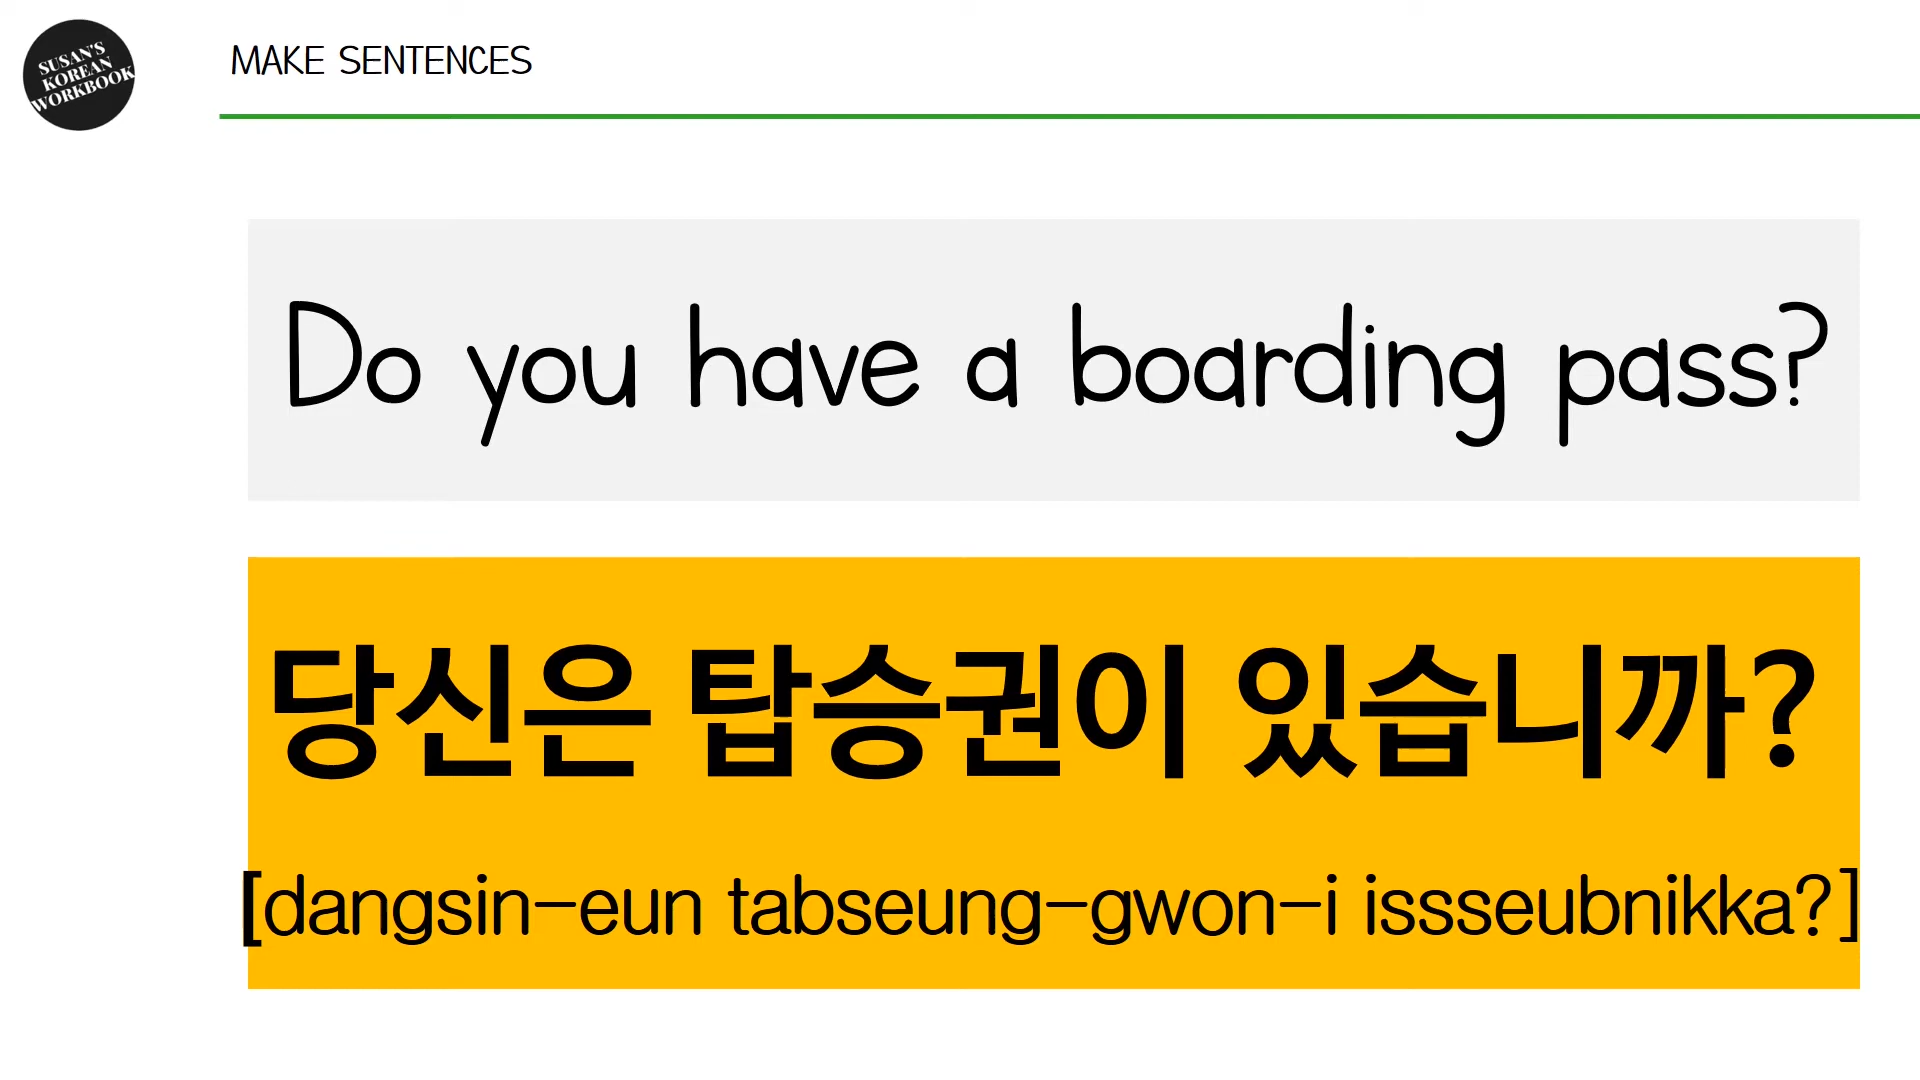 SUSAN'S
KOREAN
WORKBOOK
MAKE SENTENCES
Do you have a boarding pass?
당신은 탑승권이 있습니까?
[dangsin-eun tabseung-gwon-i issseubnikka?]